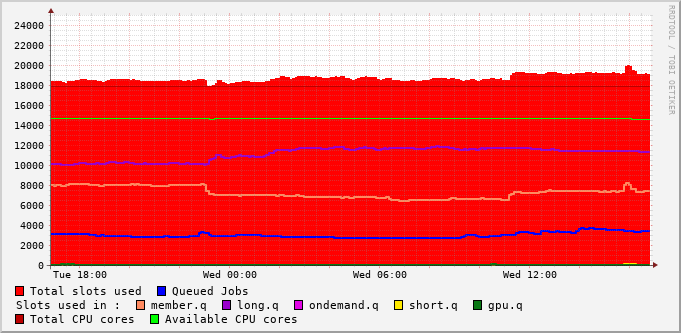 24000
22000
20000
18000
16000
14000
12000
10000
8000
6000
4000
2000
0
Tue 18:00 Wed 00:00 Wed 06:00 Wed 12:00
RRDTOOL / TOBI OETIKER
Total slots used Queued Jobs
Slots used in : member.q long.q ondemand.q short.q gpu.q
Total CPU cores Available CPU cores